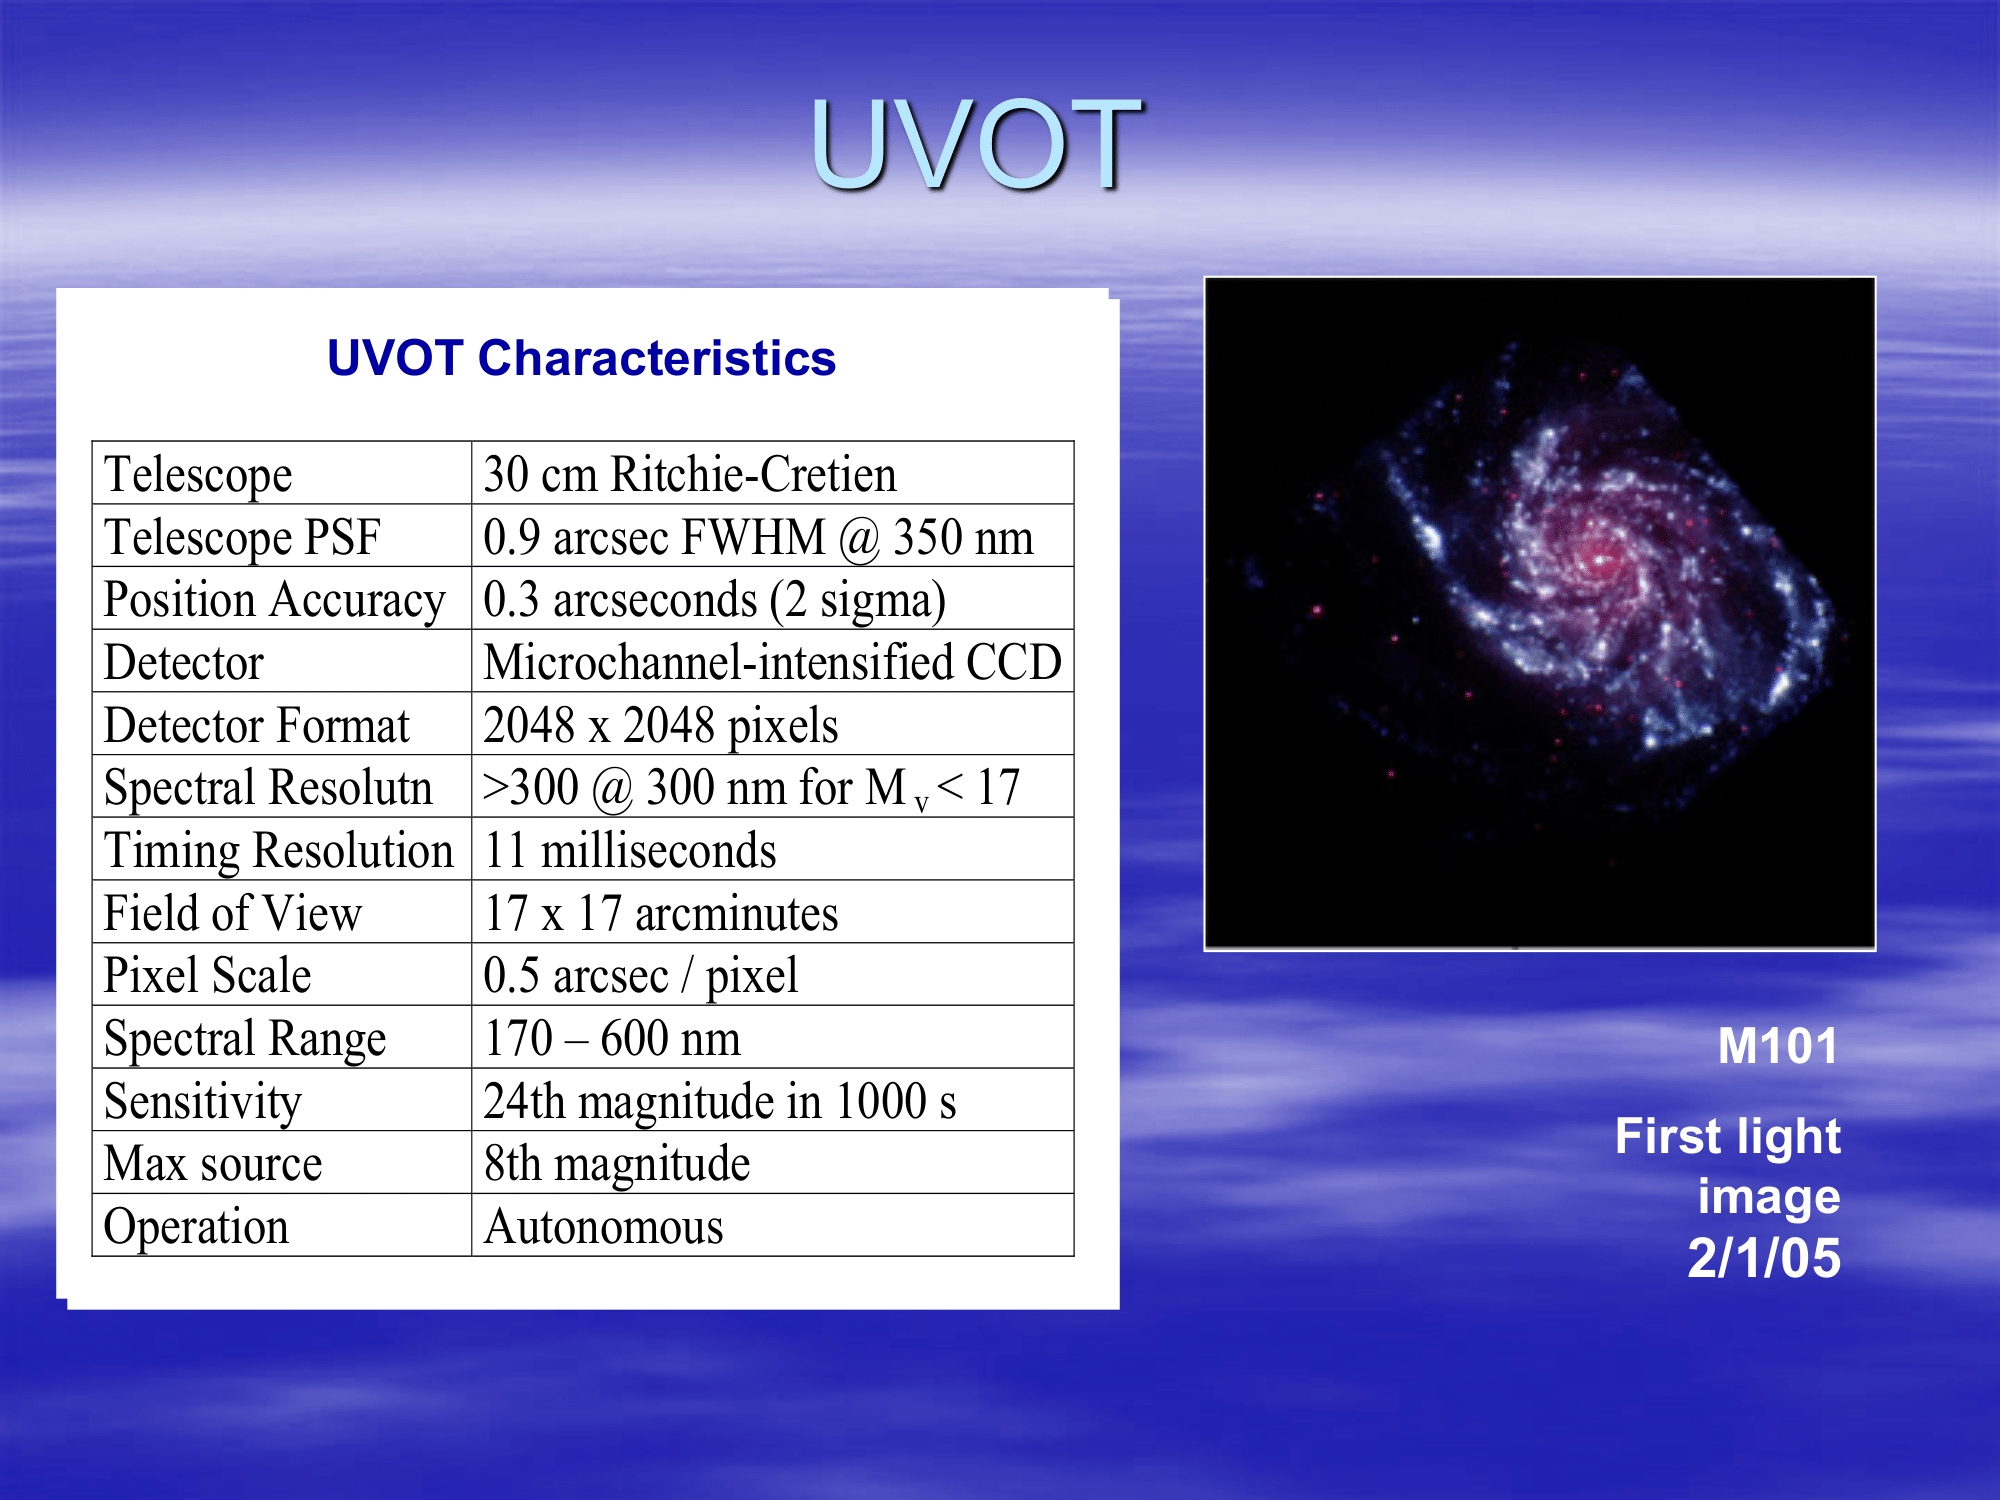 UVOT
UVOT Characteristics
Telescope 30 cm Ritchie-Cretien
Telescope PSF 0.9 arcsec FWHM @ 350 nm
Position Accuracy 0.3 arcseconds (2 sigma)
Detector Microchannel-intensified CCD
Detector Format 2048 x 2048 pixels
Spectral Resolutn >300 @ 300 nm for M v < 17
Timing Resolution 11 milliseconds
Field of View 17 x 17 arcminutes
Pixel Scale 0.5 arcsec / pixel
Spectral Range 170 – 600 nm
Sensitivity 24th magnitude in 1000 s
Max source 8th magnitude
Operation Autonomous
M101
First light
image
2/1/05